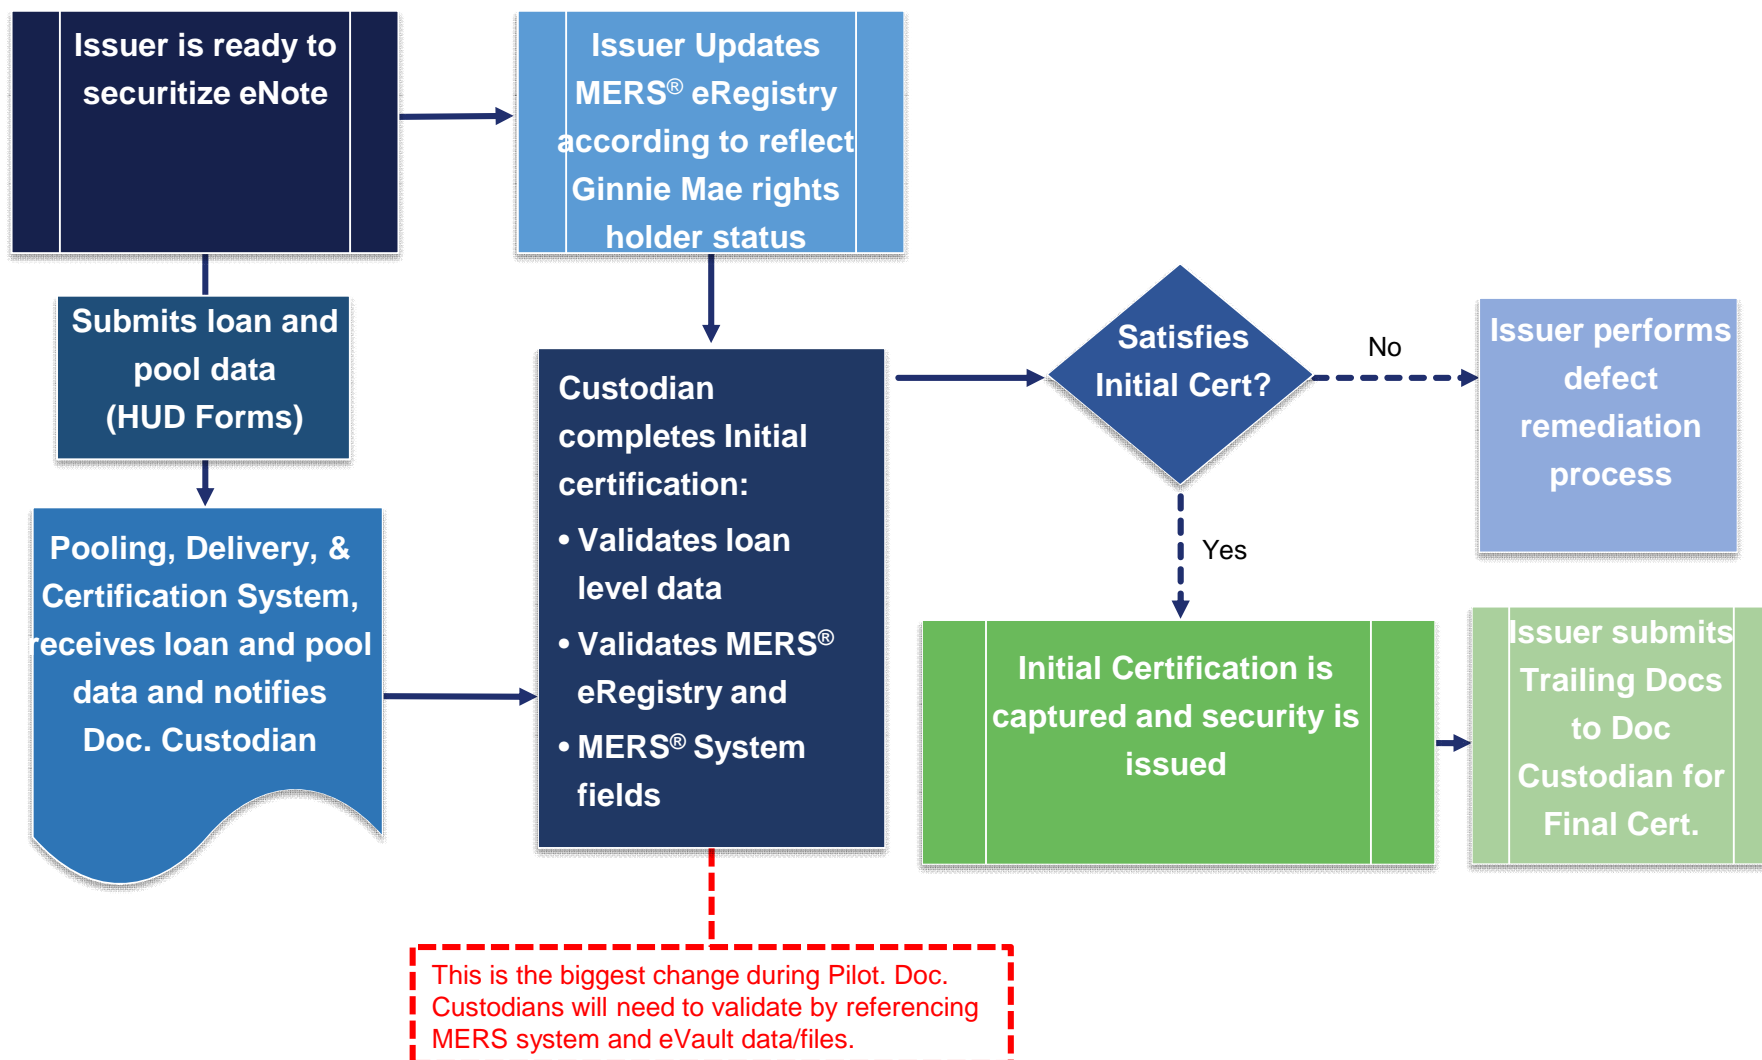 Issuer is ready to
securitize eNote
Issuer Updates
MERS® eRegistry
according to reflect
Ginnie Mae rights
holder status
Submits loan and
pool data
(HUD Forms)
Pooling, Delivery, &
Certification System,
receives loan and pool
data and notifies
Doc. Custodian
Custodian
completes Initial
certification:
• Validates loan
level data
• Validates MERS®
eRegistry and
• MERS® System
fields
Satisfies
Initial Cert?
No
Issuer performs
defect
remediation
process
Yes
Initial Certification is
captured and security is
issued
Issuer submits
Trailing Docs
to Doc
Custodian for
Final Cert.
This is the biggest change during Pilot. Doc.
Custodians will need to validate by referencing
MERS system and eVault data/files.